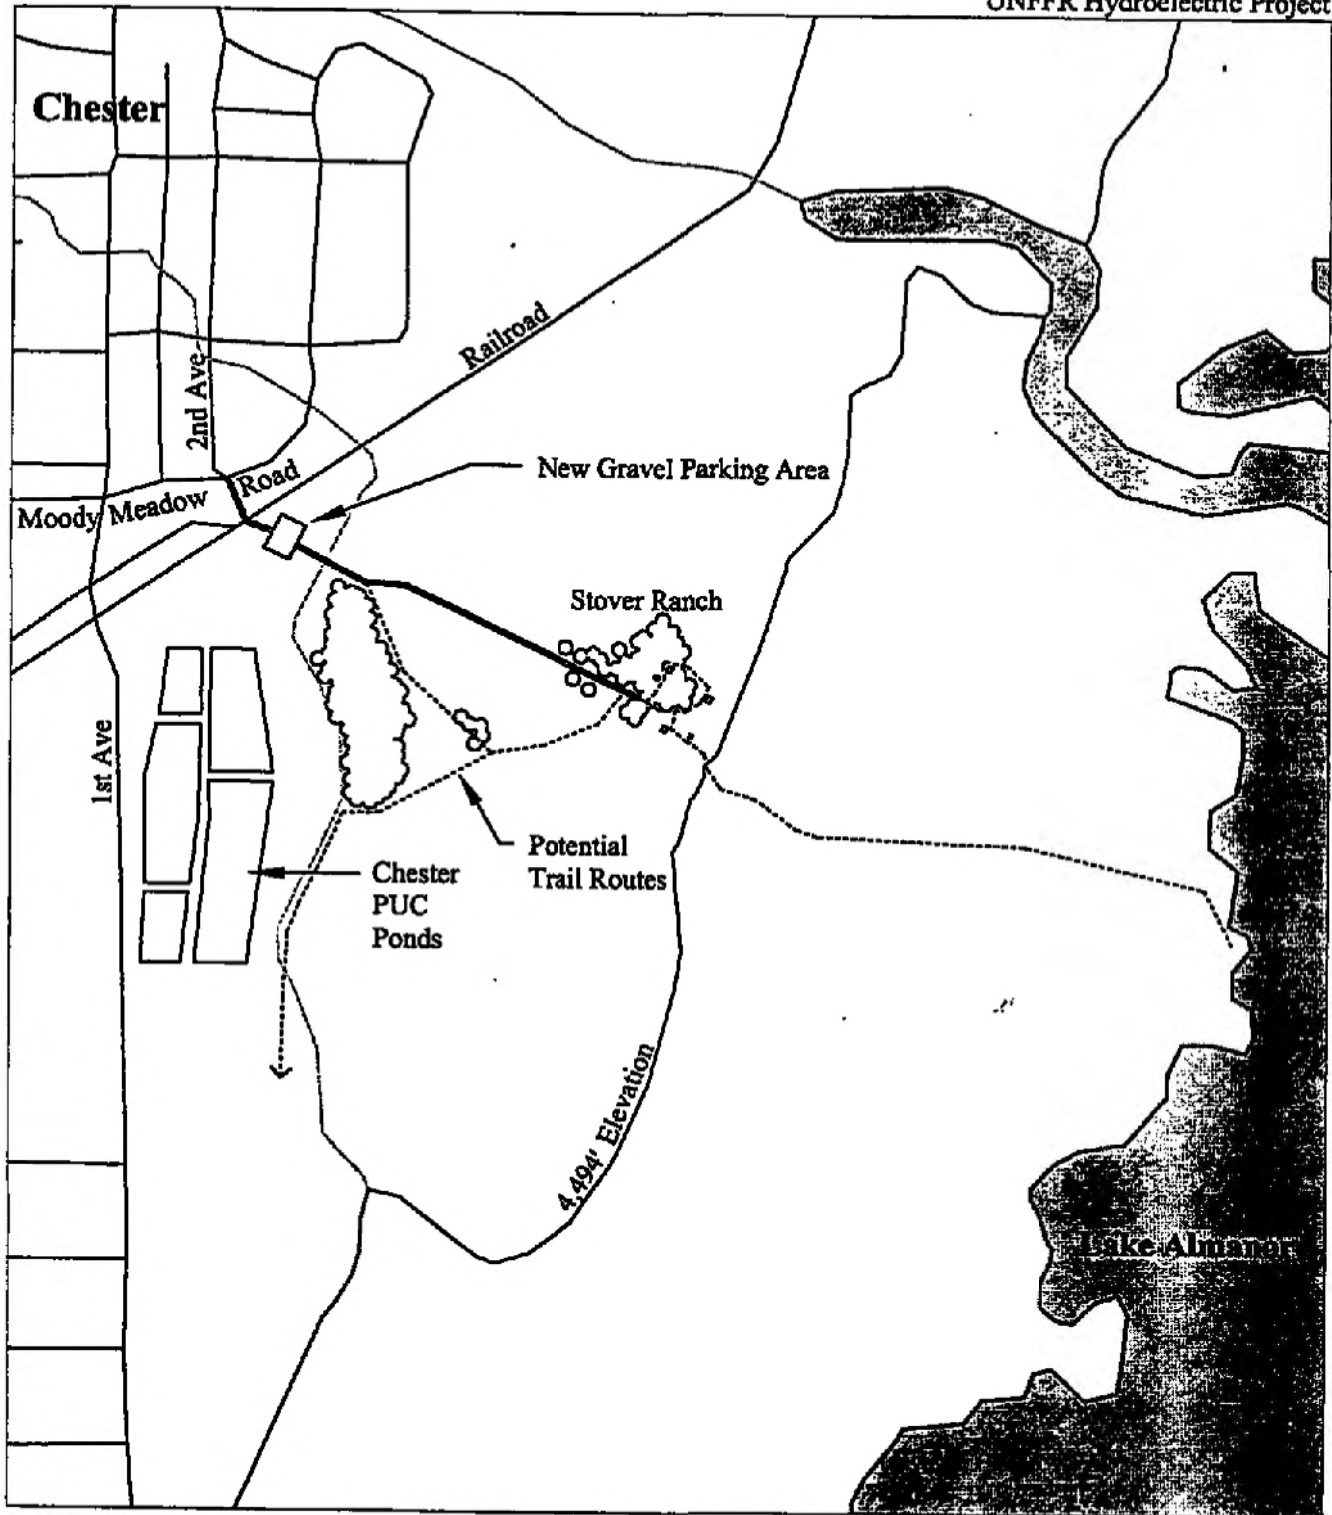 UNFFR Hydroelectric Project
Chester
Railroad
2nd Ave
New Gravel Parking Area
Moody Meadow Road
Stover Ranch
1st Ave
Potential
Trail Routes
Chester
PUC
Ponds
4,494' Elevation
Lake Almanor